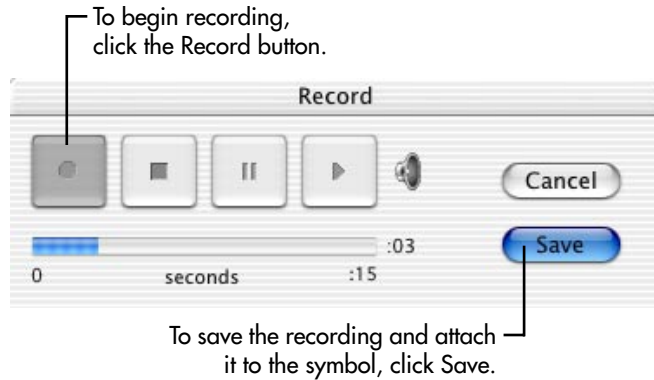 To begin recording,
click the Record button.
Record
Cancel
Save
:03
0 seconds :15
To save the recording and attach
it to the symbol, click Save.